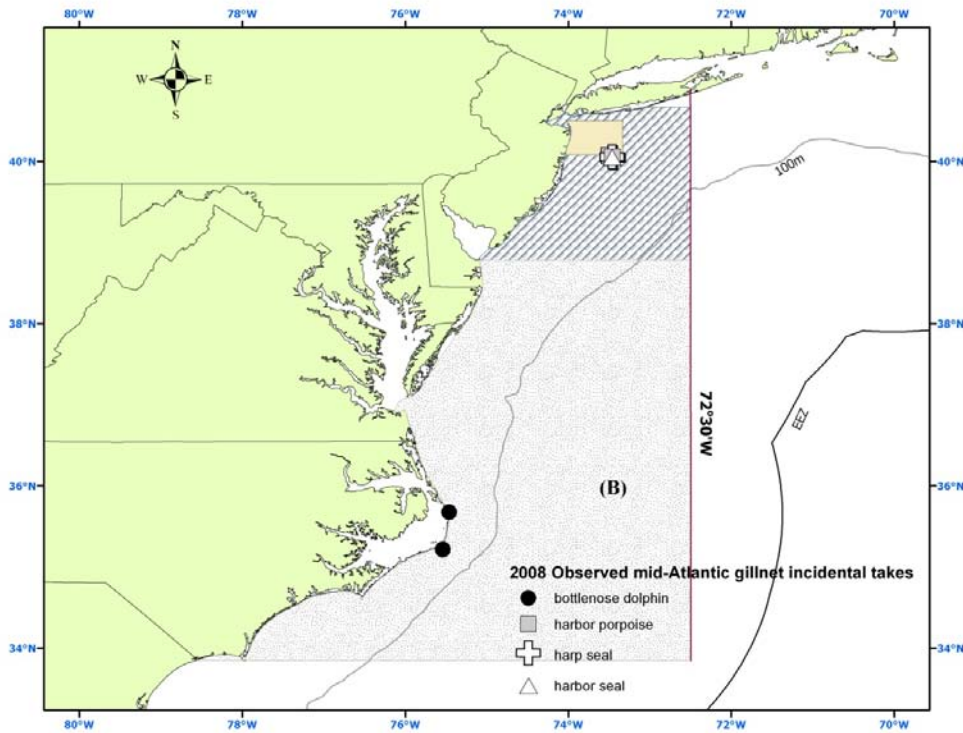 80°W 78°W 76°W 74°W 72°W 70°W
N
W E
S
40°N 40°N
100m
38°N 38°N
72°30'W
EEZ
36°N 36°N
(B)
2008 Observed mid-Atlantic gillnet incidental takes
bottlenose dolphin
harbor porpoise
harp seal
harbor seal
34°N 34°N
80°W 78°W 76°W 74°W 72°W 70°W